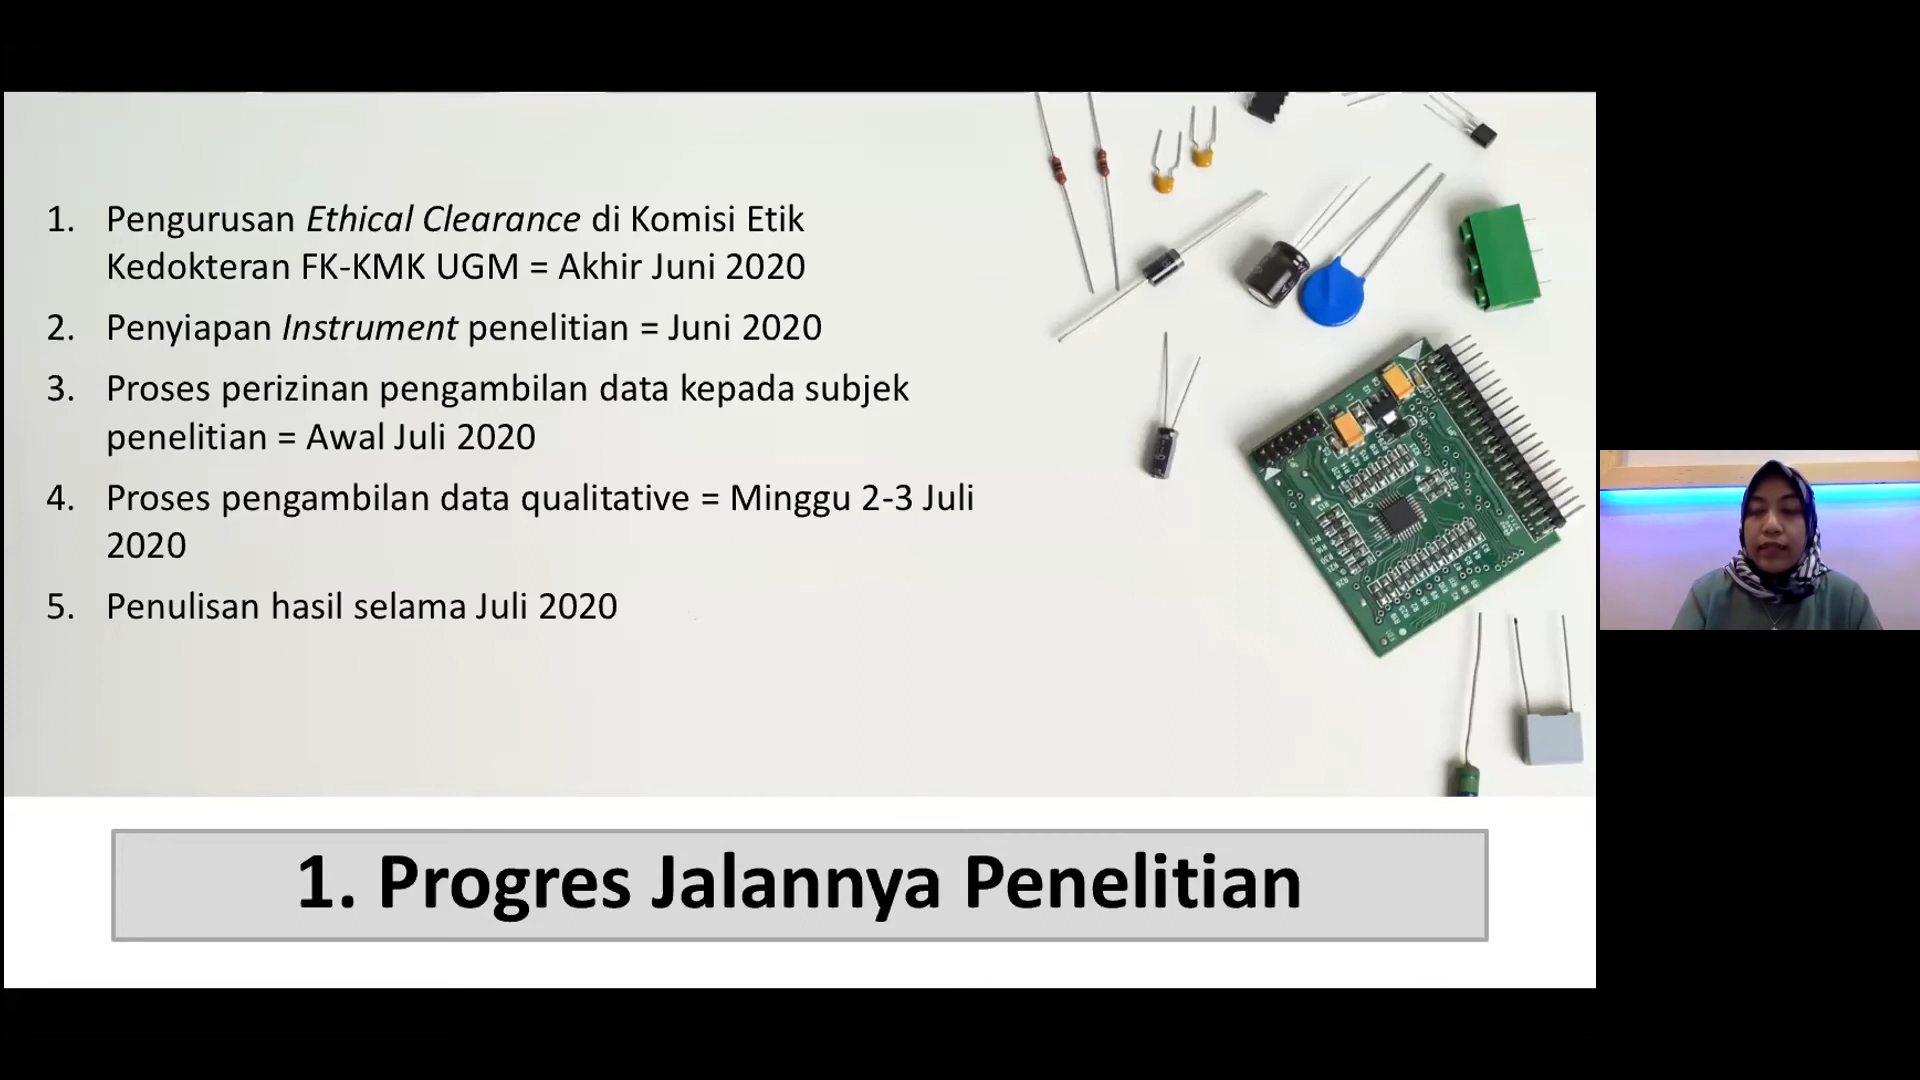 1. Pengurusan Ethical Clearance di Komisi Etik
Kedokteran FK-KMK UGM = Akhir Juni 2020
2. Penyiapan Instrument penelitian = Juni 2020
3. Proses perizinan pengambilan data kepada subjek
penelitian = Awal Juli 2020
4. Proses pengambilan data qualitative = Minggu 2-3 Juli
2020
5. Penulisan hasil selama Juli 2020
1. Progres Jalannya Penelitian